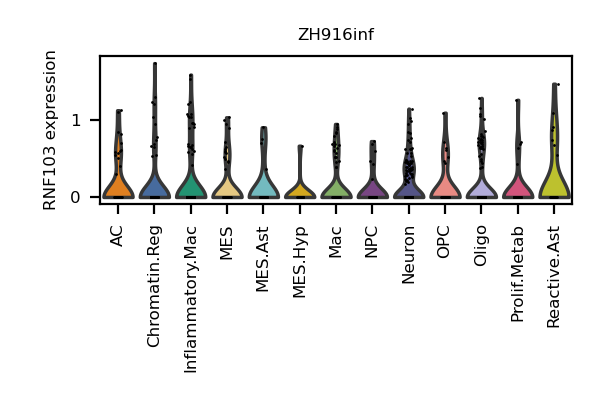 ZH916inf
RNF103 expression
1
0
AC
Chromatin.Reg
Inflammatory.Mac
MES
MES.Ast
MES.Hyp
Mac
NPC
Neuron
OPC
Oligo
Prolif.Metab
Reactive.Ast